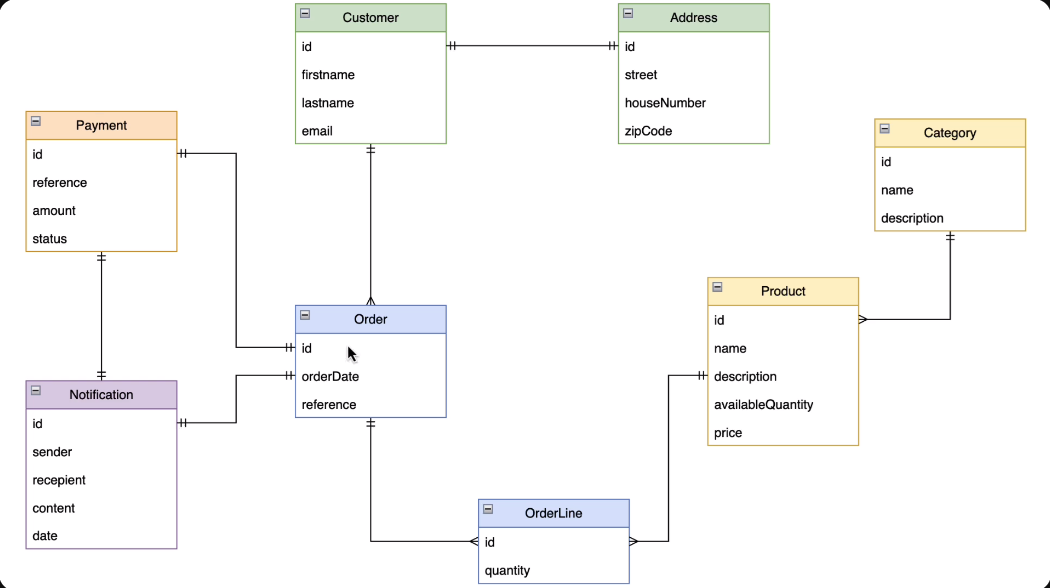 Customer
id
firstname
lastname
email
Address
id
street
houseNumber
zipCode
Payment
id
reference
amount
status
Category
id
name
description
Product
id
name
description
availableQuantity
price
Order
id
orderDate
reference
Notification
id
sender
recepient
content
date
OrderLine
id
quantity